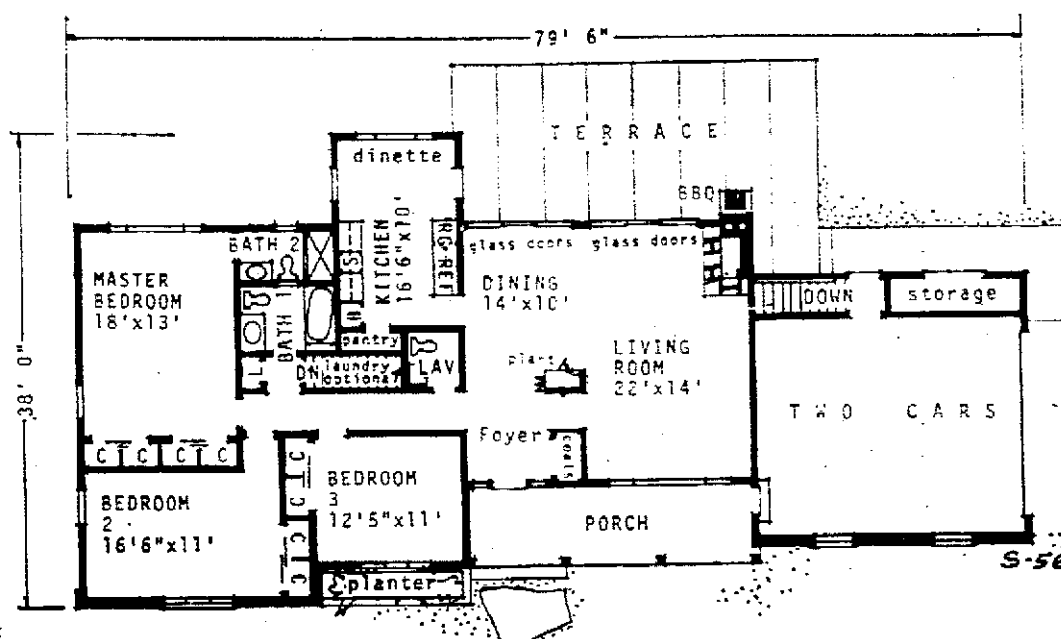 79' 6"
TERRACE
dinette
BBQ
38' 0"
KITCHEN
16'6"x10'
RG-REF
S
glass doors glass doors
BATH 2
MASTER
BEDROOM
18'x13'
BATH 1
DINING
14'x10'
DOWN
storage
pantry
LAV
L
DN
laundry
optional
LIVING
ROOM
22'x14'
TWO CARS
Foyer
C C C C
C
C
BEDROOM
3
12'5"x11'
BEDROOM
2
16'6"x11'
C
C
PORCH
planter
S-56